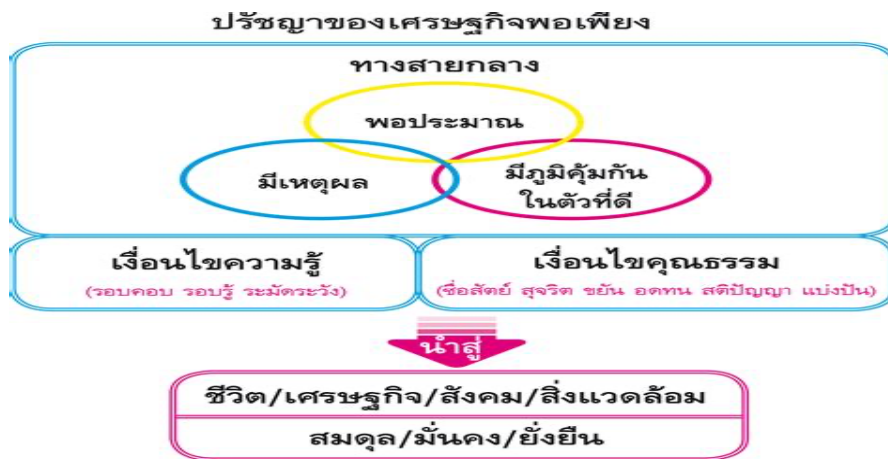 ปรัชญาของเศรษฐกิจพอเพียง
ทางสายกลาง
พอประมาณ
มีเหตุผล
มีภูมิคุ้มกัน
ในตัวที่ดี
เงื่อนไขความรู้
(รอบคอบ รอบรู้ ระมัดระวัง)
เงื่อนไขคุณธรรม
(ซื่อสัตย์ สุจริต ขยัน อดทน สติปัญญา แบ่งปัน)
นำสู่
ชีวิต/เศรษฐกิจ/สังคม/สิ่งแวดล้อม
สมดุล/มั่นคง/ยั่งยืน